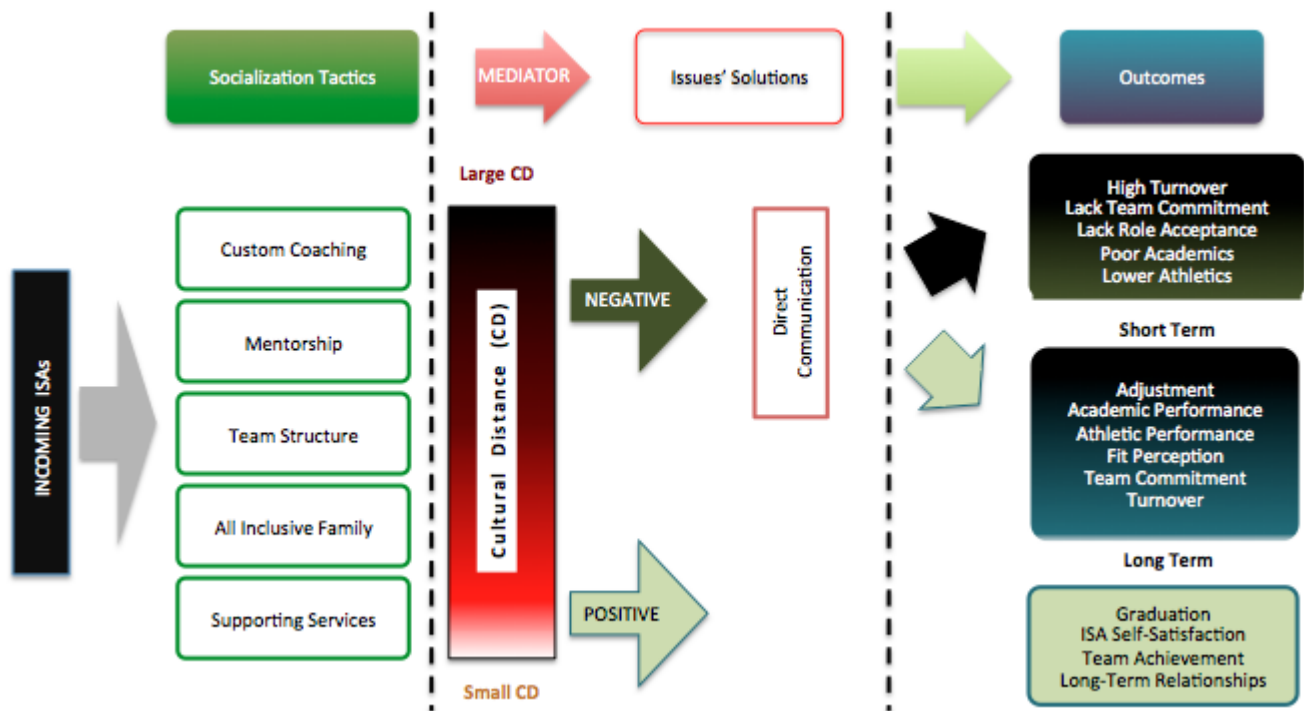 Socialization Tactics
MEDIATOR
Issues' Solutions
Outcomes
INCOMING ISAs
Custom Coaching
Mentorship
Team Structure
All Inclusive Family
Supporting Services
Large CD
Cultural Distance (CD)
Small CD
NEGATIVE
POSITIVE
Direct
Communication
High Turnover
Lack Team Commitment
Lack Role Acceptance
Poor Academics
Lower Athletics
Short Term
Adjustment
Academic Performance
Athletic Performance
Fit Perception
Team Commitment
Turnover
Long Term
Graduation
ISA Self-Satisfaction
Team Achievement
Long-Term Relationships